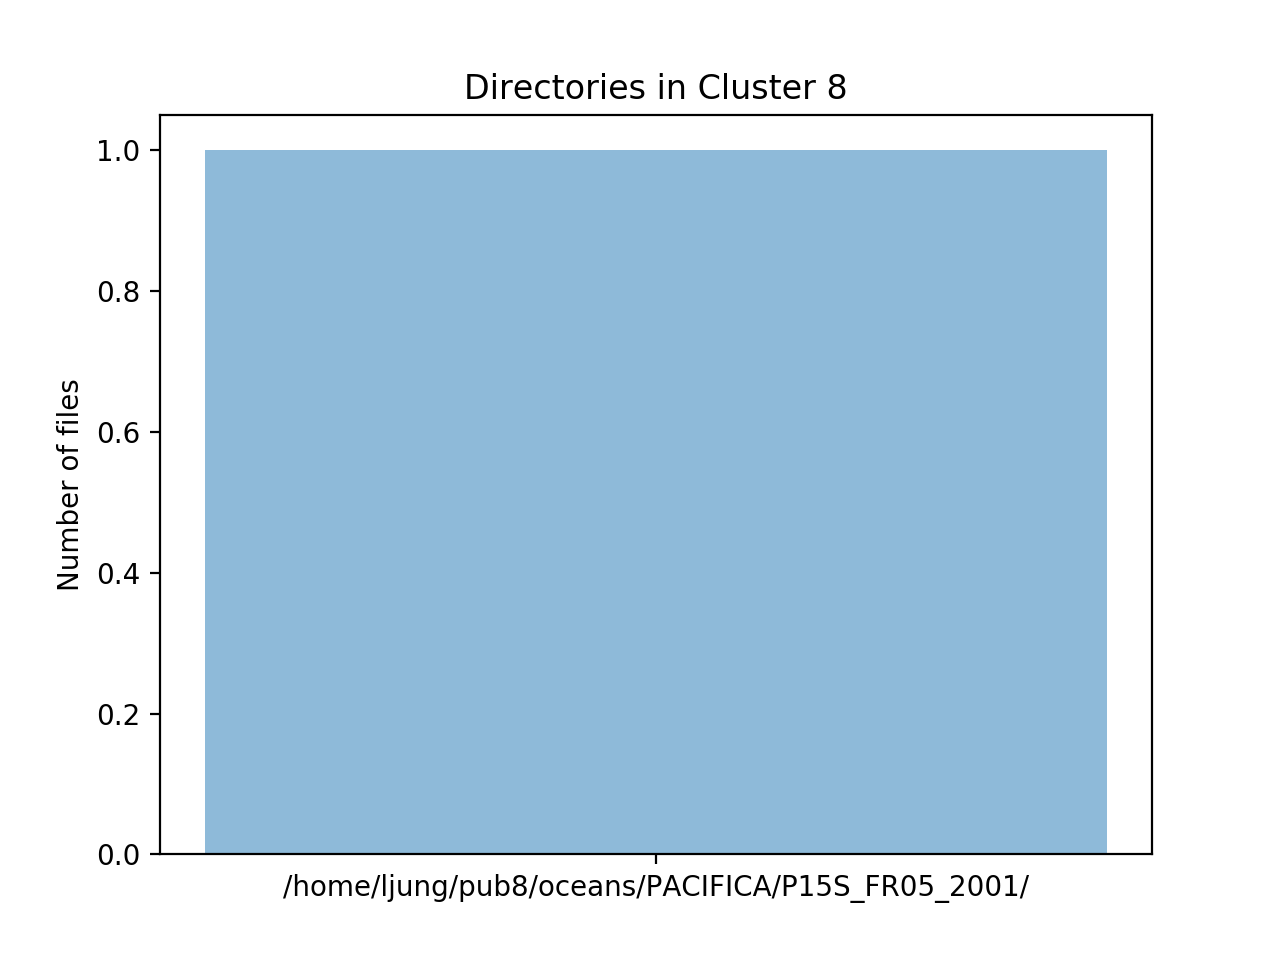 Directories in Cluster 8
1.0
0.8
0.6
0.4
0.2
0.0
Number of files
/home/ljung/pub8/oceans/PACIFICA/P15S_FR05_2001/